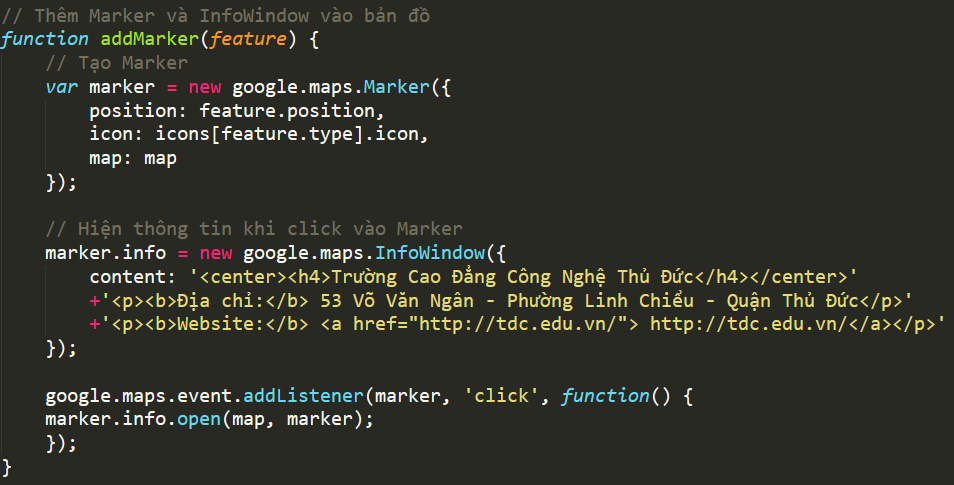 // Thêm Marker và InfoWindow vào bản đồ
function addMarker(feature) {
    // Tạo Marker
    var marker = new google.maps.Marker({
        position: feature.position,
        icon: icons[feature.type].icon,
        map: map
    });

    // Hiện thông tin khi click vào Marker
    marker.info = new google.maps.InfoWindow({
        content: '<center><h4>Trường Cao Đẳng Công Nghệ Thủ Đức</h4></center>'
        +'<p><b>Địa chỉ:</b> 53 Võ Văn Ngân - Phường Linh Chiểu - Quận Thủ Đức</p>'
        +'<p><b>Website:</b> <a href="http://tdc.edu.vn/"> http://tdc.edu.vn/</a></p>'
    });

    google.maps.event.addListener(marker, 'click', function() {
    marker.info.open(map, marker);
    });
}